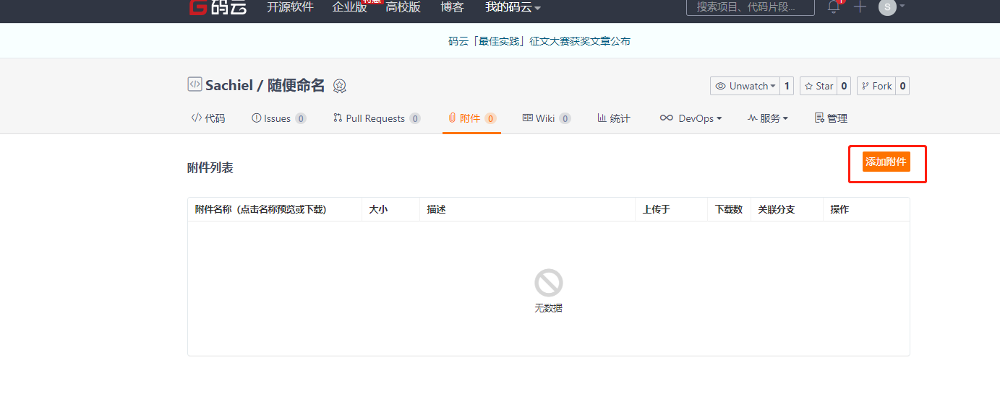 码云 开源软件 企业版 特惠 高校版 博客 我的码云 搜索项目、代码片段... 1 S
码云「最佳实践」征文大赛获奖文章公布
Sachiel / 随便命名 Unwatch 1 Star 0 Fork 0
代码 Issues 0 Pull Requests 0 附件 0 Wiki 0 统计 DevOps 服务 管理
附件列表 添加附件
附件名称（点击名称预览或下载) 大小 描述 上传于 下载数 关联分支 操作
无数据